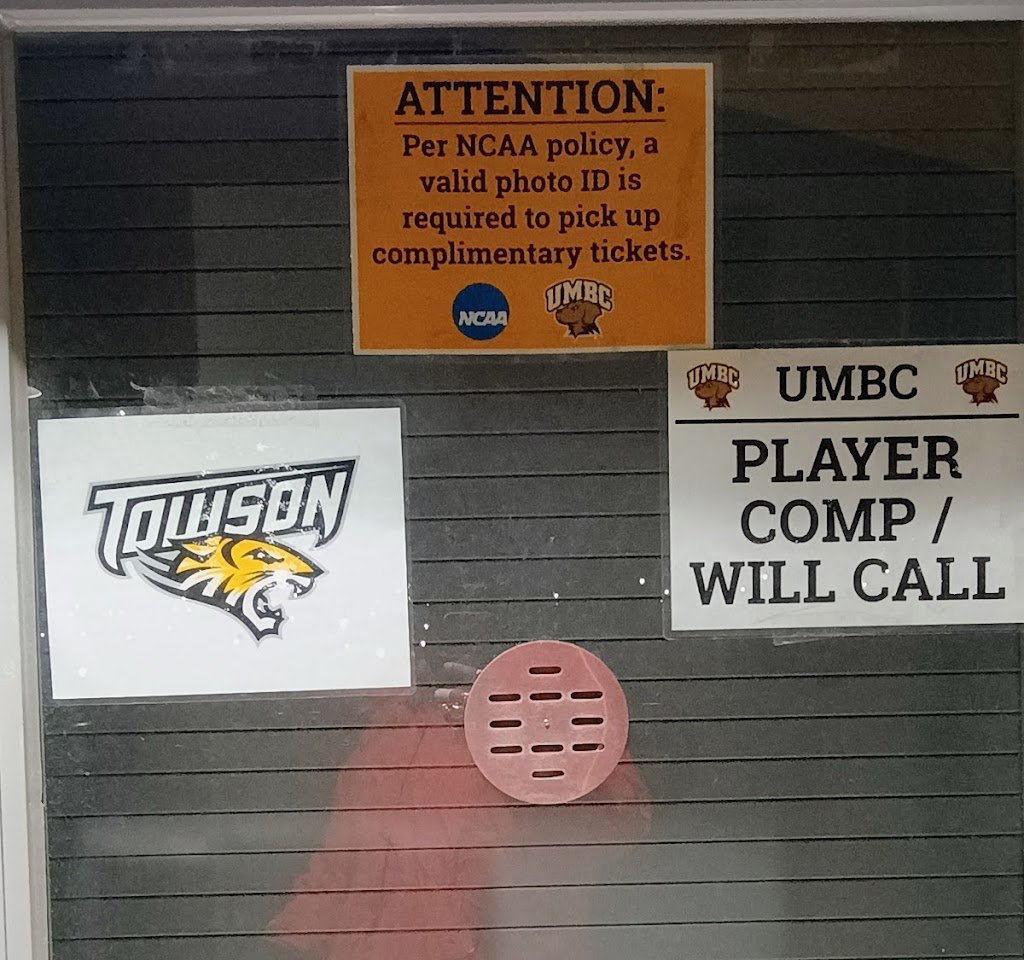 ATTENTION:
Per NCAA policy, a
valid photo ID is
required to pick up
complimentary tickets.
NCAA
UMBC
TOWSON
UMBC
UMBC
UMBC
PLAYER
COMP /
WILL CALL